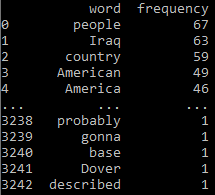 word frequency
0 people 67
1 Iraq 63
2 country 59
3 American 49
4 America 46
... ... ...
3238 probably 1
3239 gonna 1
3240 base 1
3241 Dover 1
3242 described 1